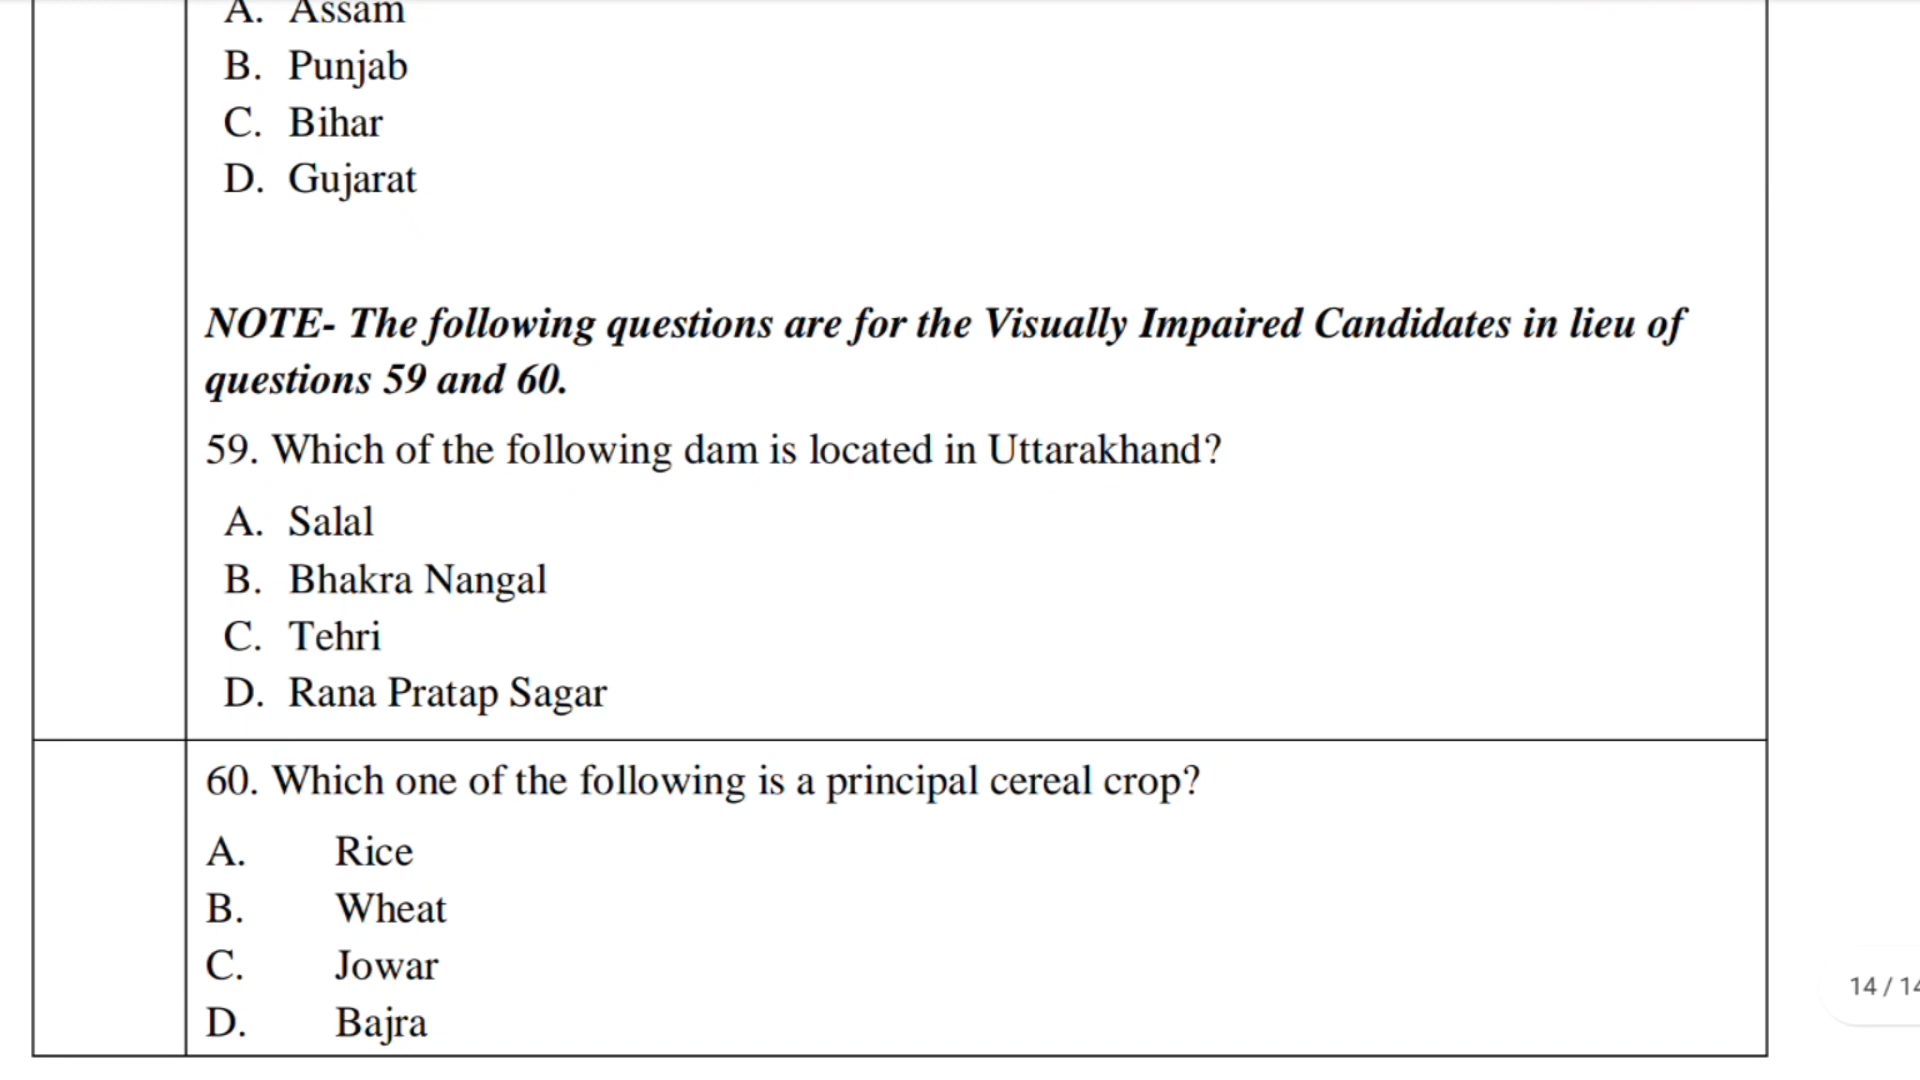 A. Assam
B. Punjab
C. Bihar
D. Gujarat
NOTE- The following questions are for the Visually Impaired Candidates in lieu of
questions 59 and 60.
59. Which of the following dam is located in Uttarakhand?
A. Salal
B. Bhakra Nangal
C. Tehri
D. Rana Pratap Sagar
60. Which one of the following is a principal cereal crop?
A. Rice
B. Wheat
C. Jowar
D. Bajra
14 / 14